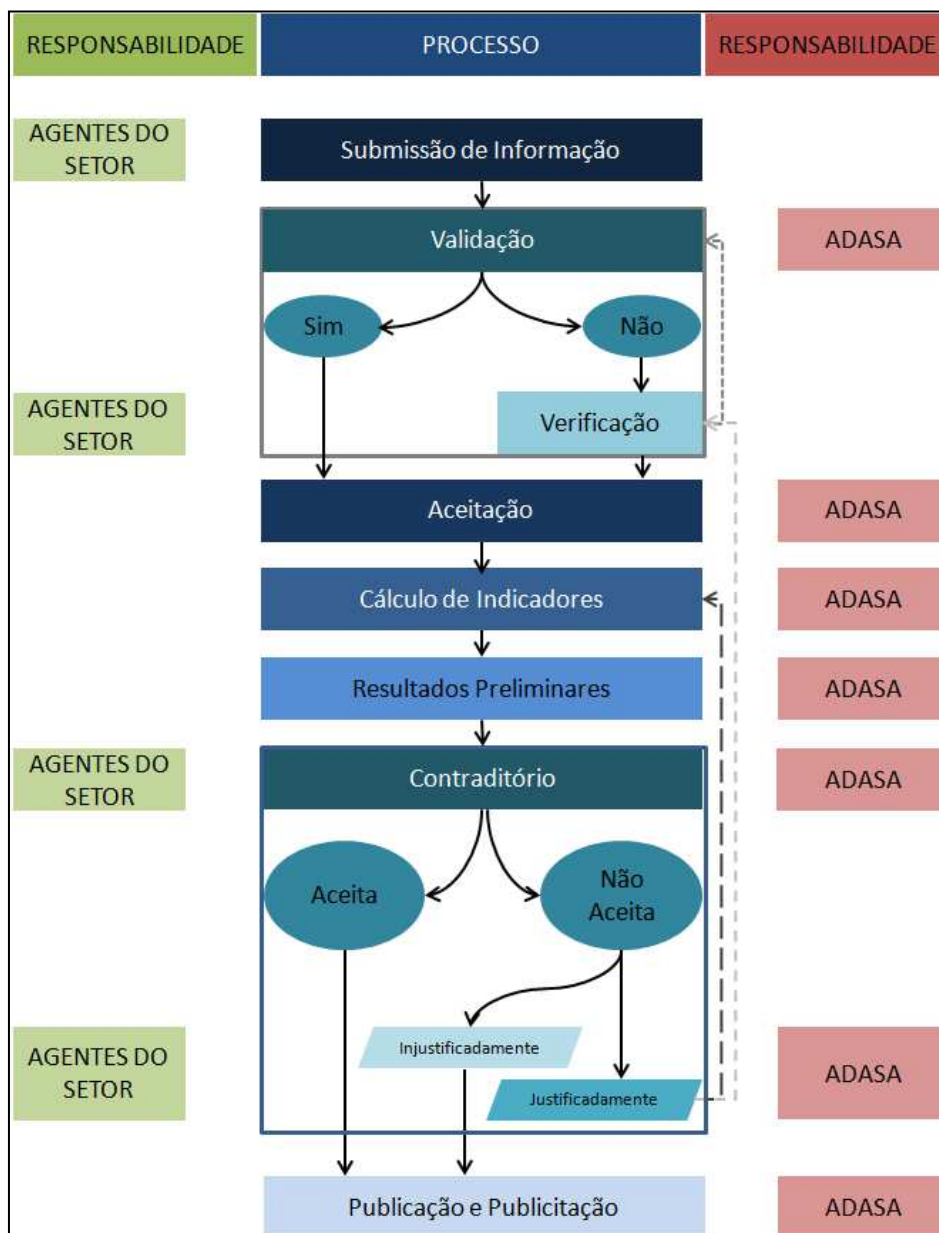 RESPONSABILIDADE
PROCESSO
RESPONSABILIDADE
AGENTES DO
SETOR
Submissão de Informação
Validação
ADASA
Sim
Não
AGENTES DO
SETOR
Verificação
Aceitação
ADASA
Cálculo de Indicadores
ADASA
Resultados Preliminares
ADASA
AGENTES DO
SETOR
Contraditório
ADASA
Aceita
Não
Aceita
AGENTES DO
SETOR
Injustificadamente
Justificadamente
ADASA
Publicação e Publicitação
ADASA